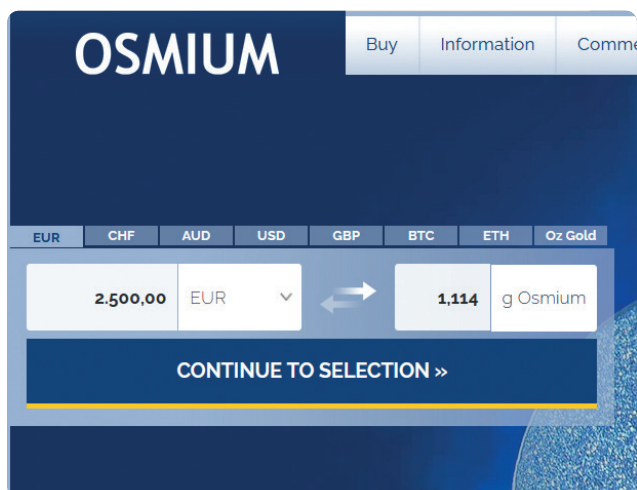 OSMIUM
Buy Information Comme
EUR CHF AUD USD GBP BTC ETH Oz Gold
2.500,00 EUR 1,114 g Osmium
CONTINUE TO SELECTION »